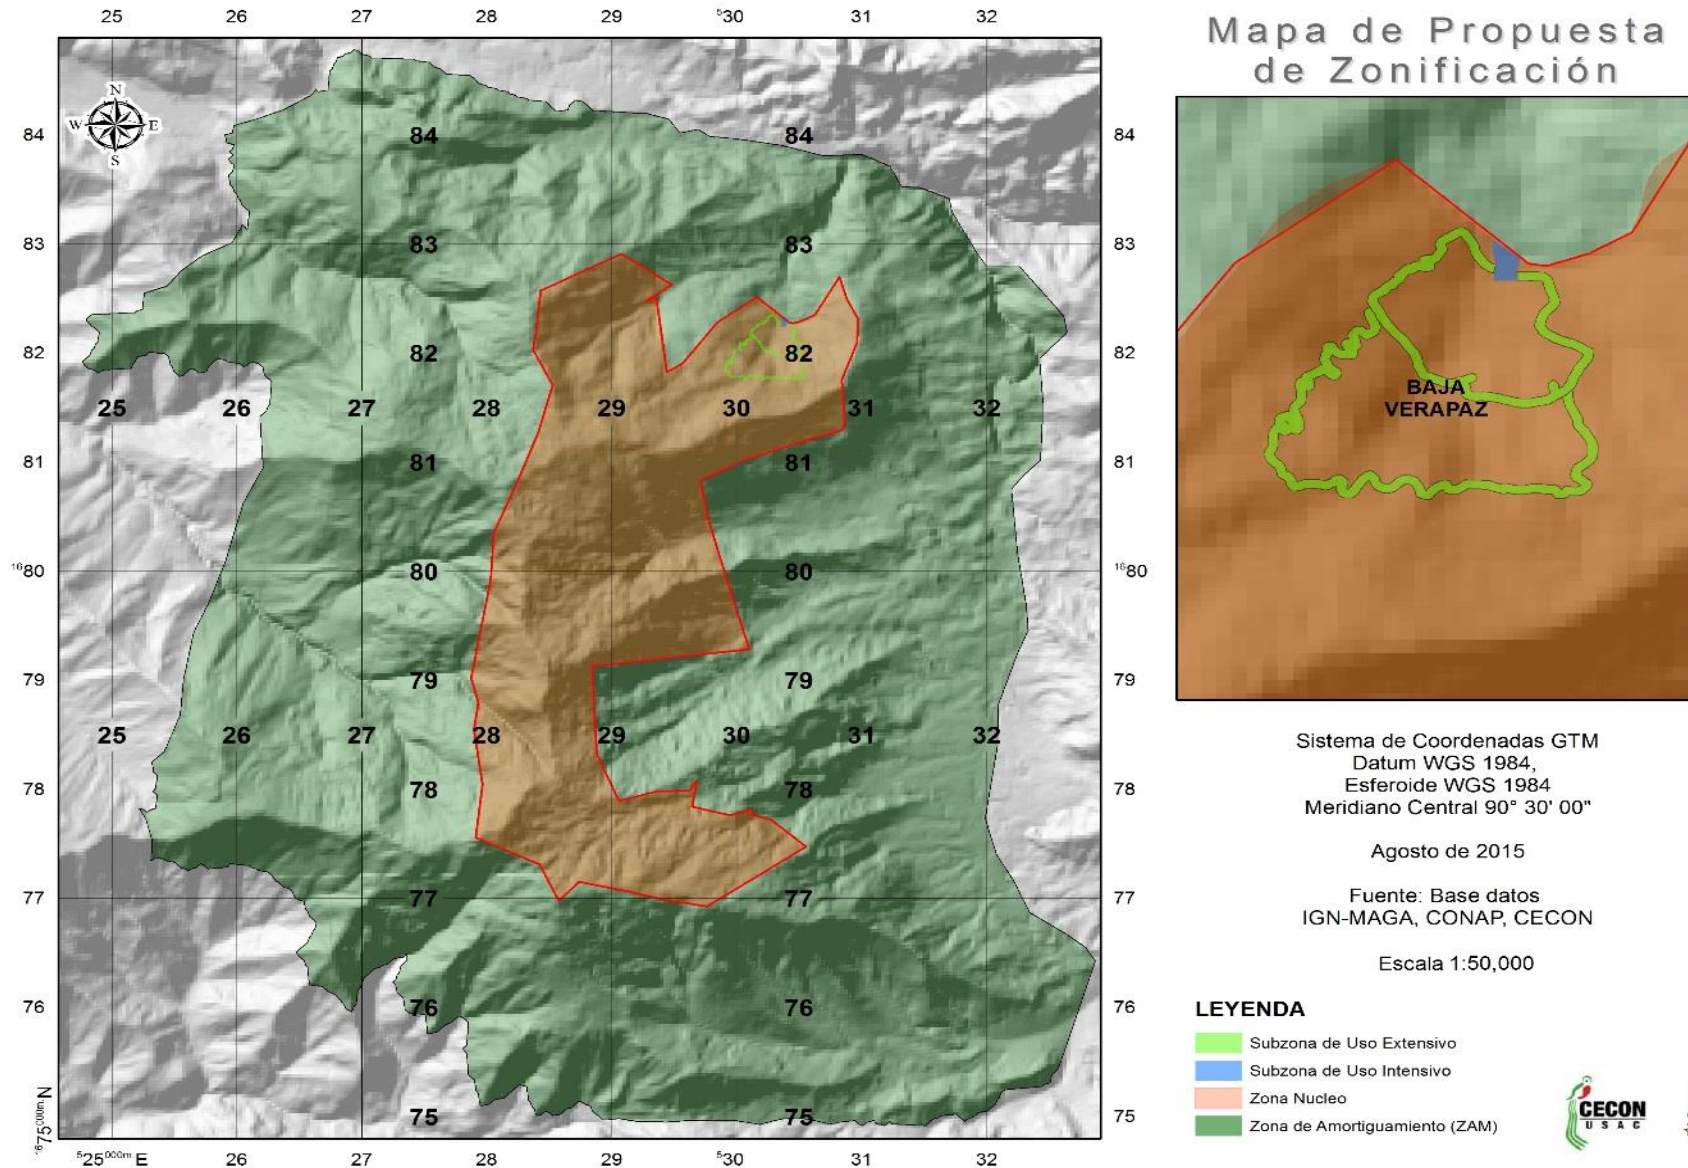 25 26 27 28 29 ⁵30 31 32
N
W E
S
84 84 84 84
83 83 83 83
82 82 82 82
25 26 27 28 29 30 31 32
81 81 81 81
¹⁶80 80 80 ¹⁶80
79 79 79 79
25 26 27 28 29 30 31 32
78 78 78 78
77 77 77 77
76 76 76 76
¹⁶75⁰⁰⁰ᵐ·N 75 75 75
⁵25⁰⁰⁰ᵐ·E 26 27 28 29 ⁵30 31 32
Mapa de Propuesta
de Zonificación
BAJA
VERAPAZ
Sistema de Coordenadas GTM
Datum WGS 1984,
Esferoide WGS 1984
Meridiano Central 90° 30' 00"
Agosto de 2015
Fuente: Base datos
IGN-MAGA, CONAP, CECON
Escala 1:50,000
LEYENDA
Subzona de Uso Extensivo
Subzona de Uso Intensivo
Zona Nucleo
Zona de Amortiguamiento (ZAM)
CECON
USAC